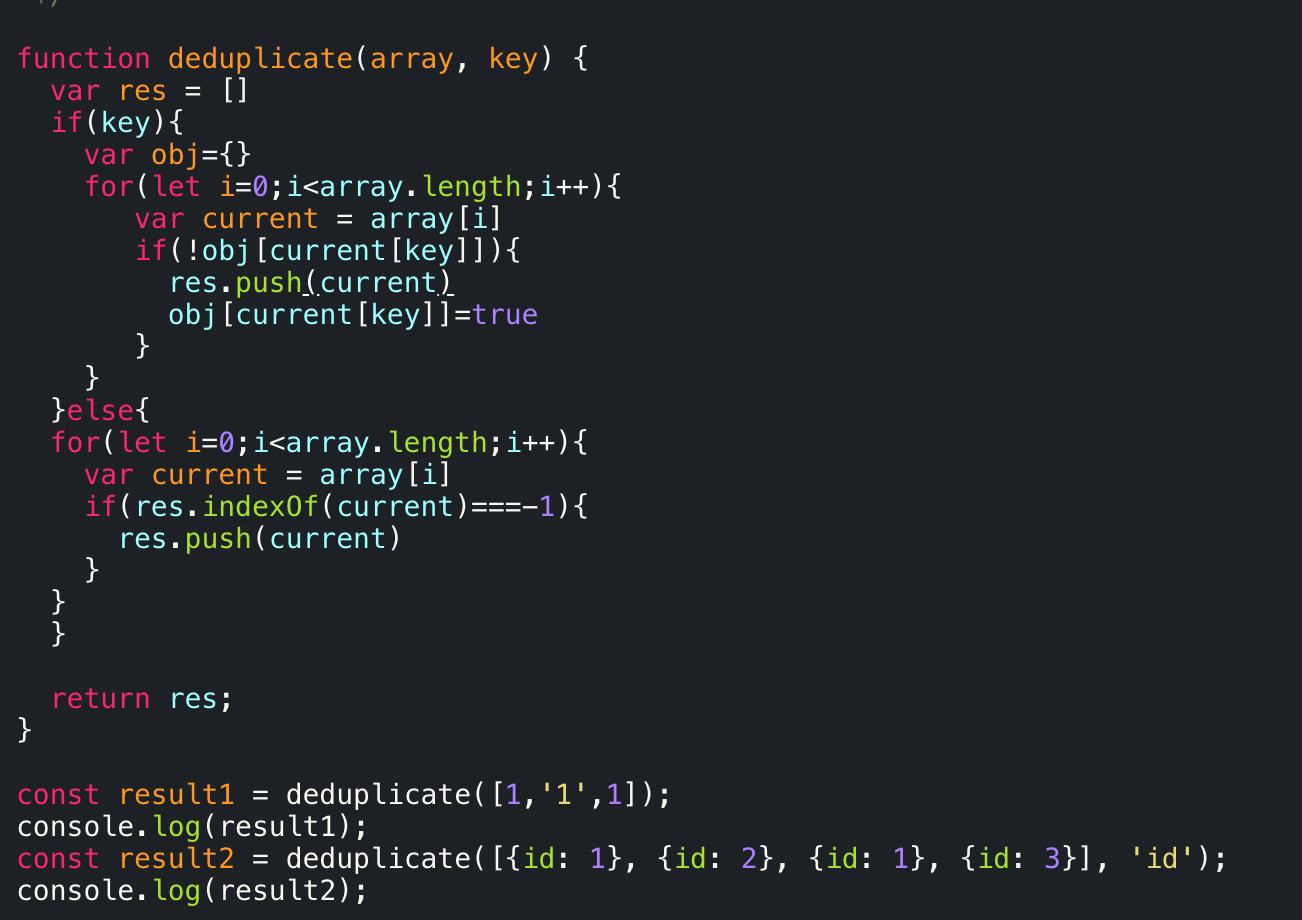 */
function deduplicate(array, key) {
  var res = []
  if(key){
    var obj={}
    for(let i=0;i<array.length;i++){
       var current = array[i]
       if(!obj[current[key]]){
         res.push(current)
         obj[current[key]]=true
       }
    }
  }else{
  for(let i=0;i<array.length;i++){
    var current = array[i]
    if(res.indexOf(current)===-1){
      res.push(current)
    }
  }
  }
  return res;
}
const result1 = deduplicate([1,'1',1]);
console.log(result1);
const result2 = deduplicate([{id: 1}, {id: 2}, {id: 1}, {id: 3}], 'id');
console.log(result2);